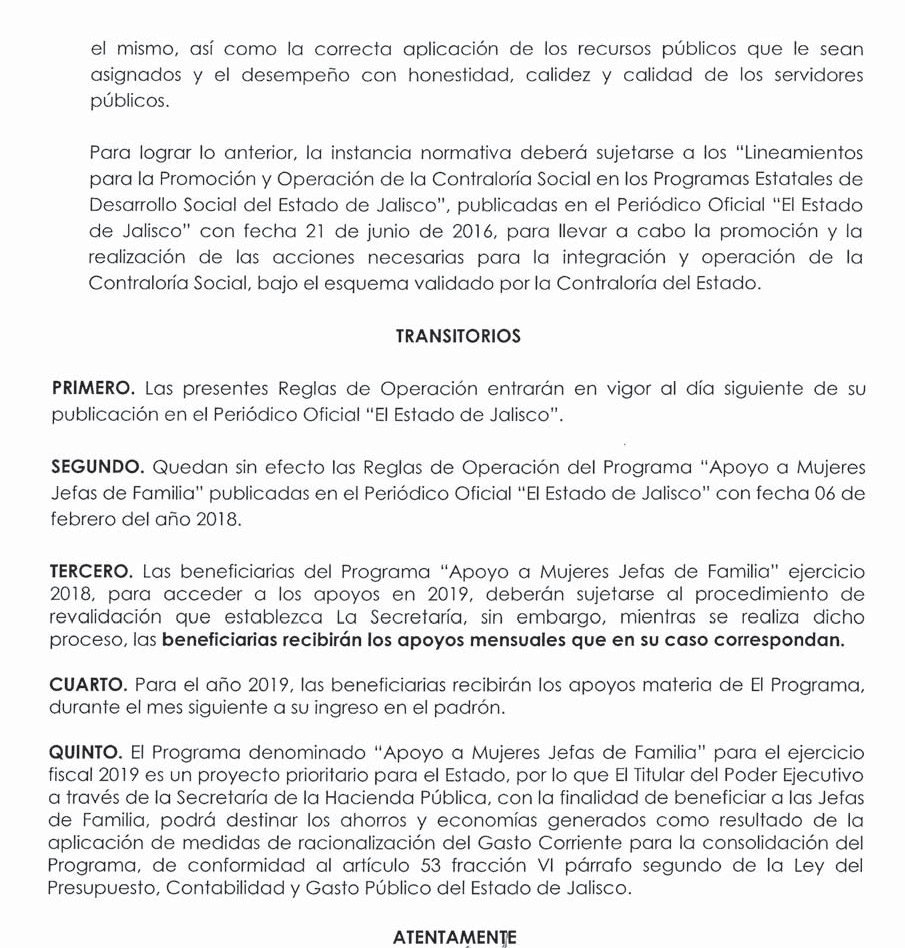 el mismo, así como la correcta aplicación de los recursos públicos que le sean
asignados y el desempeño con honestidad, calidez y calidad de los servidores
públicos.
Para lograr lo anterior, la instancia normativa deberá sujetarse a los "Lineamientos
para la Promoción y Operación de la Contraloría Social en los Programas Estatales de
Desarrollo Social del Estado de Jalisco", publicadas en el Periódico Oficial "El Estado
de Jalisco" con fecha 21 de junio de 2016, para llevar a cabo la promoción y la
realización de las acciones necesarias para la integración y operación de la
Contraloría Social, bajo el esquema validado por la Contraloría del Estado.
TRANSITORIOS
PRIMERO. Las presentes Reglas de Operación entrarán en vigor al día siguiente de su
publicación en el Periódico Oficial "El Estado de Jalisco".
SEGUNDO. Quedan sin efecto las Reglas de Operación del Programa "Apoyo a Mujeres
Jefas de Familia" publicadas en el Periódico Oficial "El Estado de Jalisco" con fecha 06 de
febrero del año 2018.
TERCERO. Las beneficiarias del Programa "Apoyo a Mujeres Jefas de Familia" ejercicio
2018, para acceder a los apoyos en 2019, deberán sujetarse al procedimiento de
revalidación que establezca La Secretaría, sin embargo, mientras se realiza dicho
proceso, las beneficiarias recibirán los apoyos mensuales que en su caso correspondan.
CUARTO. Para el año 2019, las beneficiarias recibirán los apoyos materia de El Programa,
durante el mes siguiente a su ingreso en el padrón.
QUINTO. El Programa denominado "Apoyo a Mujeres Jefas de Familia" para el ejercicio
fiscal 2019 es un proyecto prioritario para el Estado, por lo que El Titular del Poder Ejecutivo
a través de la Secretaría de la Hacienda Pública, con la finalidad de beneficiar a las Jefas
de Familia, podrá destinar los ahorros y economías generados como resultado de la
aplicación de medidas de racionalización del Gasto Corriente para la consolidación del
Programa, de conformidad al artículo 53 fracción VI párrafo segundo de la Ley del
Presupuesto, Contabilidad y Gasto Público del Estado de Jalisco.
ATENTAMENTE